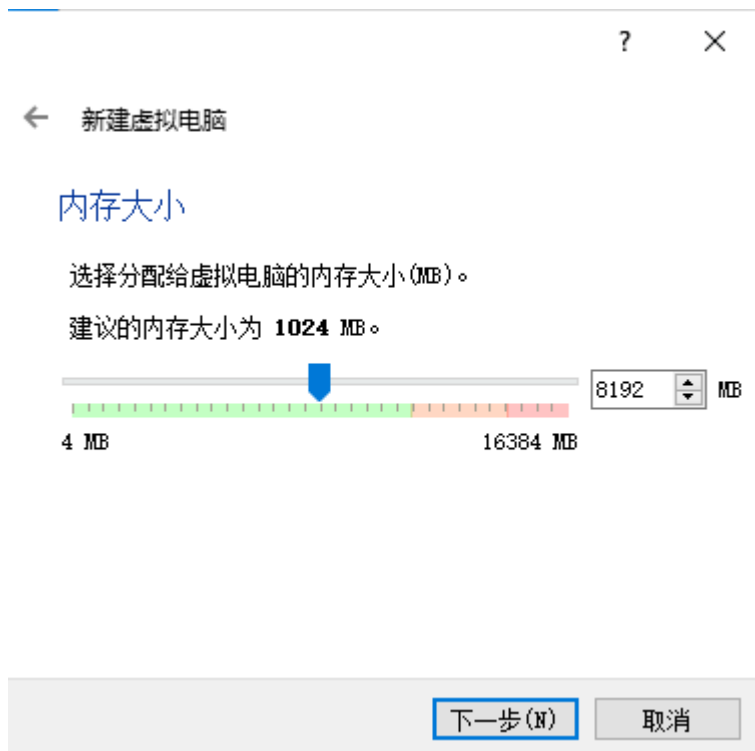 ?
新建虚拟电脑
内存大小
选择分配给虚拟电脑的内存大小(MB)。
建议的内存大小为 1024 MB。
8192 MB
4 MB 16384 MB
下一步(N) 取消